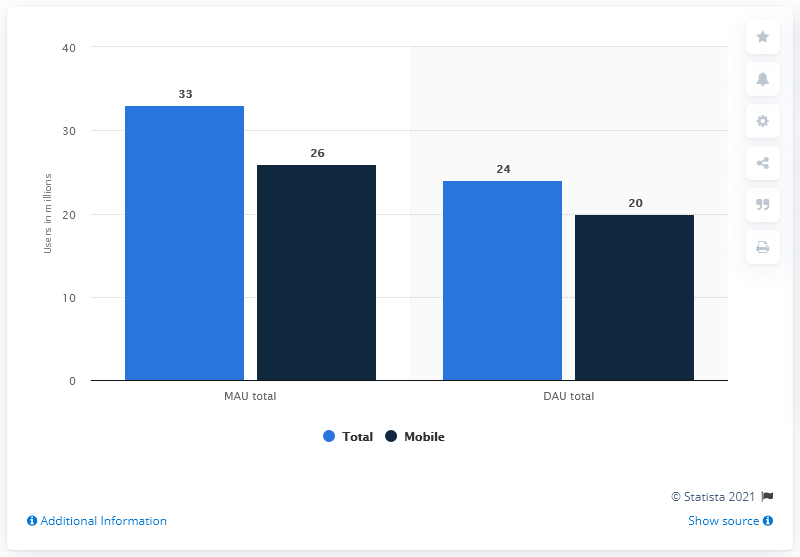 40
33
30
26
24
20
20
10
0
Users in millions
MAU total
DAU total
Total
Mobile
© Statista 2021
Additional Information
Show source